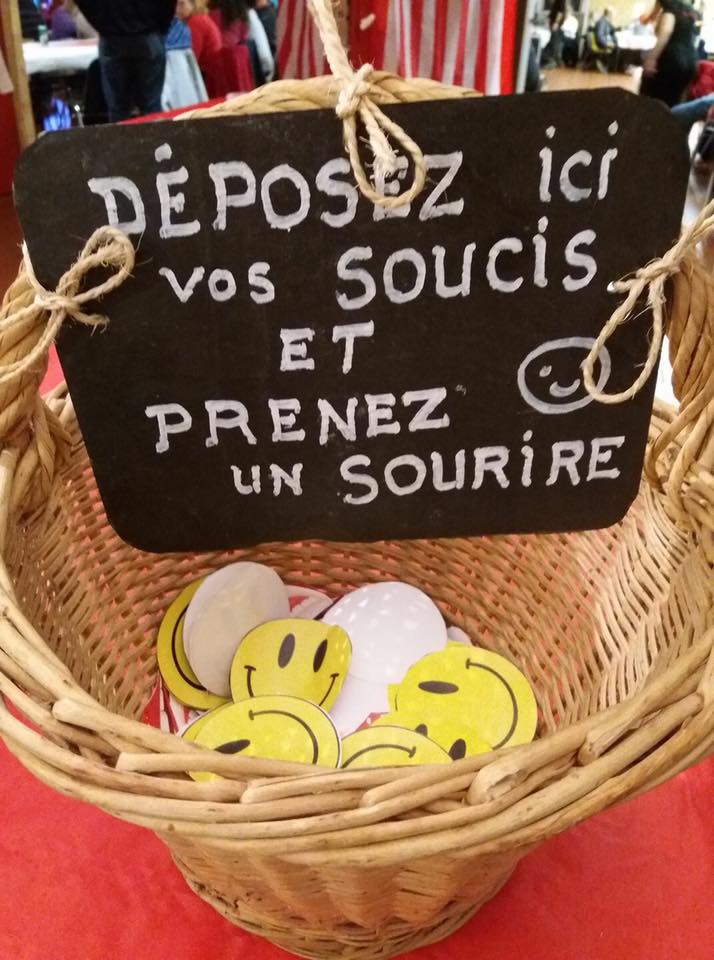 DÉPOSEZ ici
vos SOUCIS
ET
PRENEZ
UN SOURIRE